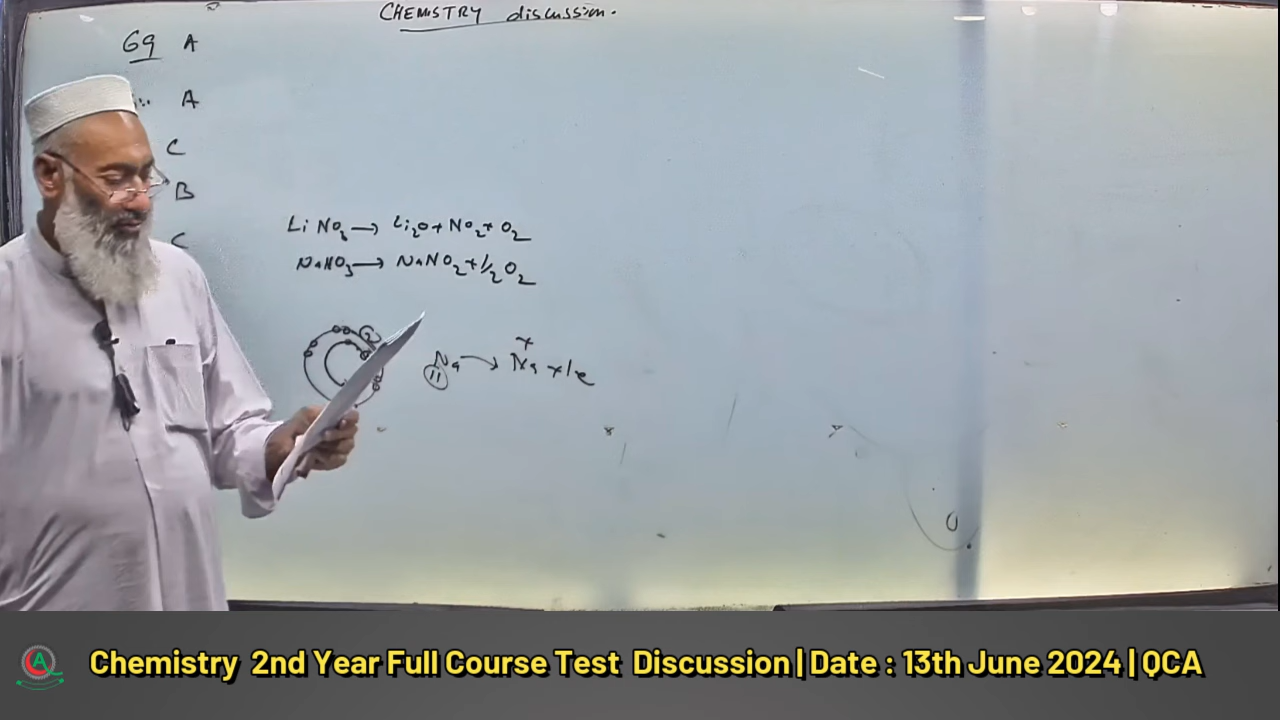 CHEMISTRY discussion.
69 A
A
C
B
C
LiNO₃ → Li₂O + NO₂ + O₂
NaNO₃ → NaNO₂ + 1/2 O₂
Na → Na⁺ + 1e
11
Chemistry 2nd Year Full Course Test Discussion | Date : 13th June 2024 | QCA